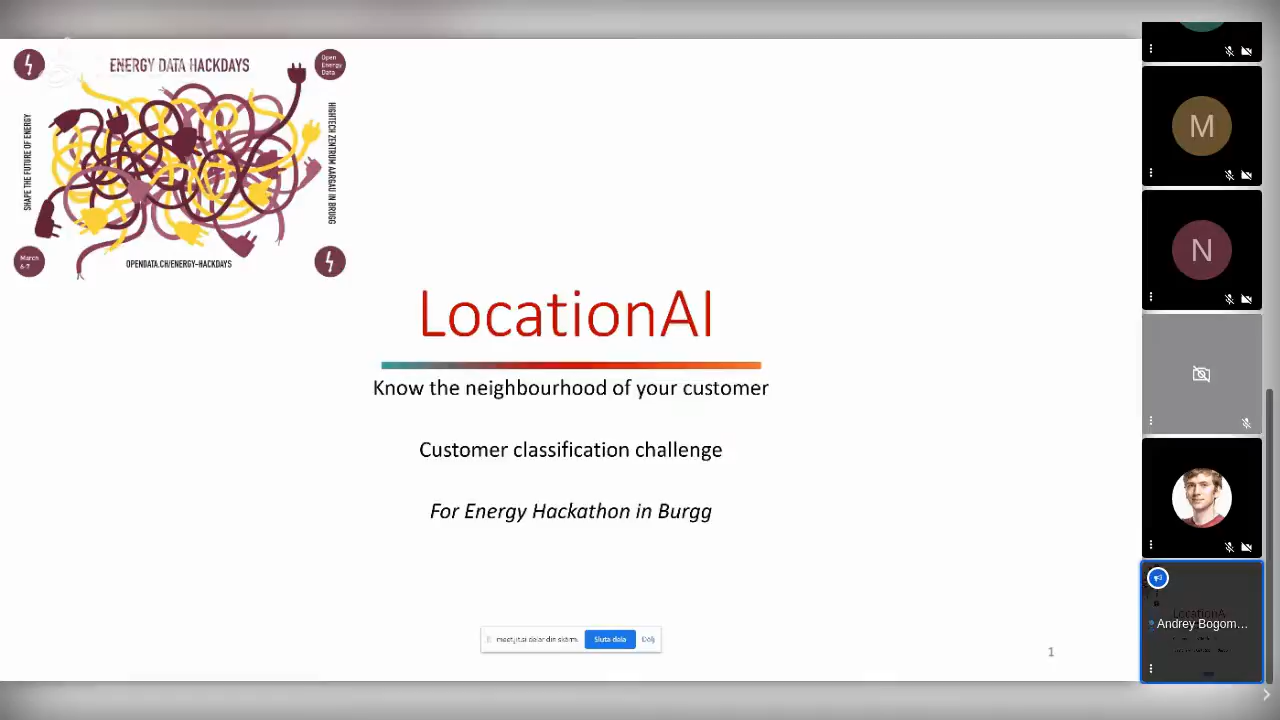 ENERGY DATA HACKDAYS
Open
Energy
Data
SHAPE THE FUTURE OF ENERGY
HIGHTECH ZENTRUM AARGAU IN BRUGG
March
OPENDATA.CH/ENERGY-HACKDAYS
LocationAI
Know the neighbourhood of your customer
Customer classification challenge
For Energy Hackathon in Burgg
Sluta dela
Dölj
1
M
N
LocationAI
Andrey Bogom...